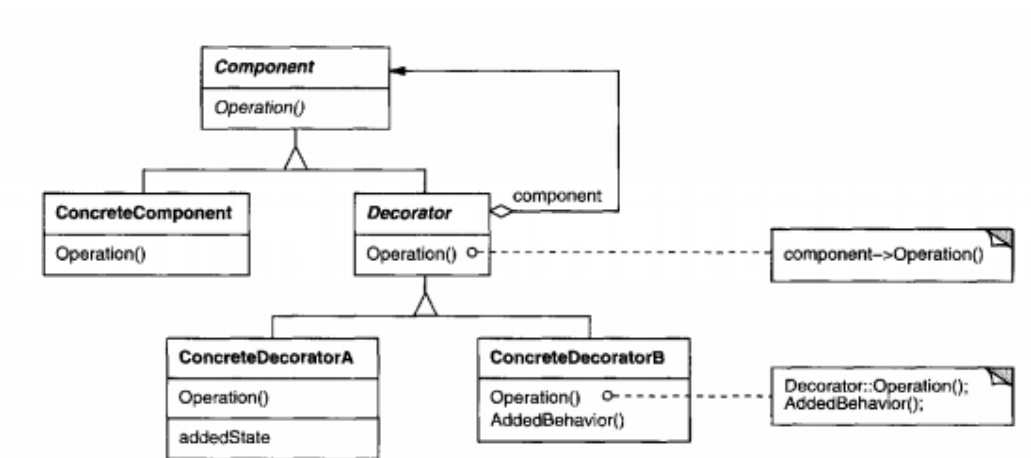 Component
Operation()
component
ConcreteComponent
Operation()
Decorator
Operation()
component->Operation()
ConcreteDecoratorA
Operation()
addedState
ConcreteDecoratorB
Operation()
AddedBehavior()
Decorator::Operation();
AddedBehavior();